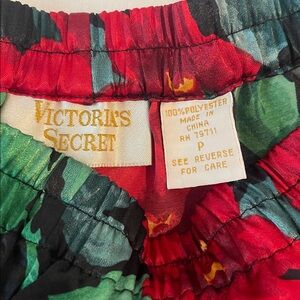 VICTORIA'S
SECRET
100% POLYESTER
MADE IN
CHINA
RN 79711
P
SEE REVERSE
FOR CARE